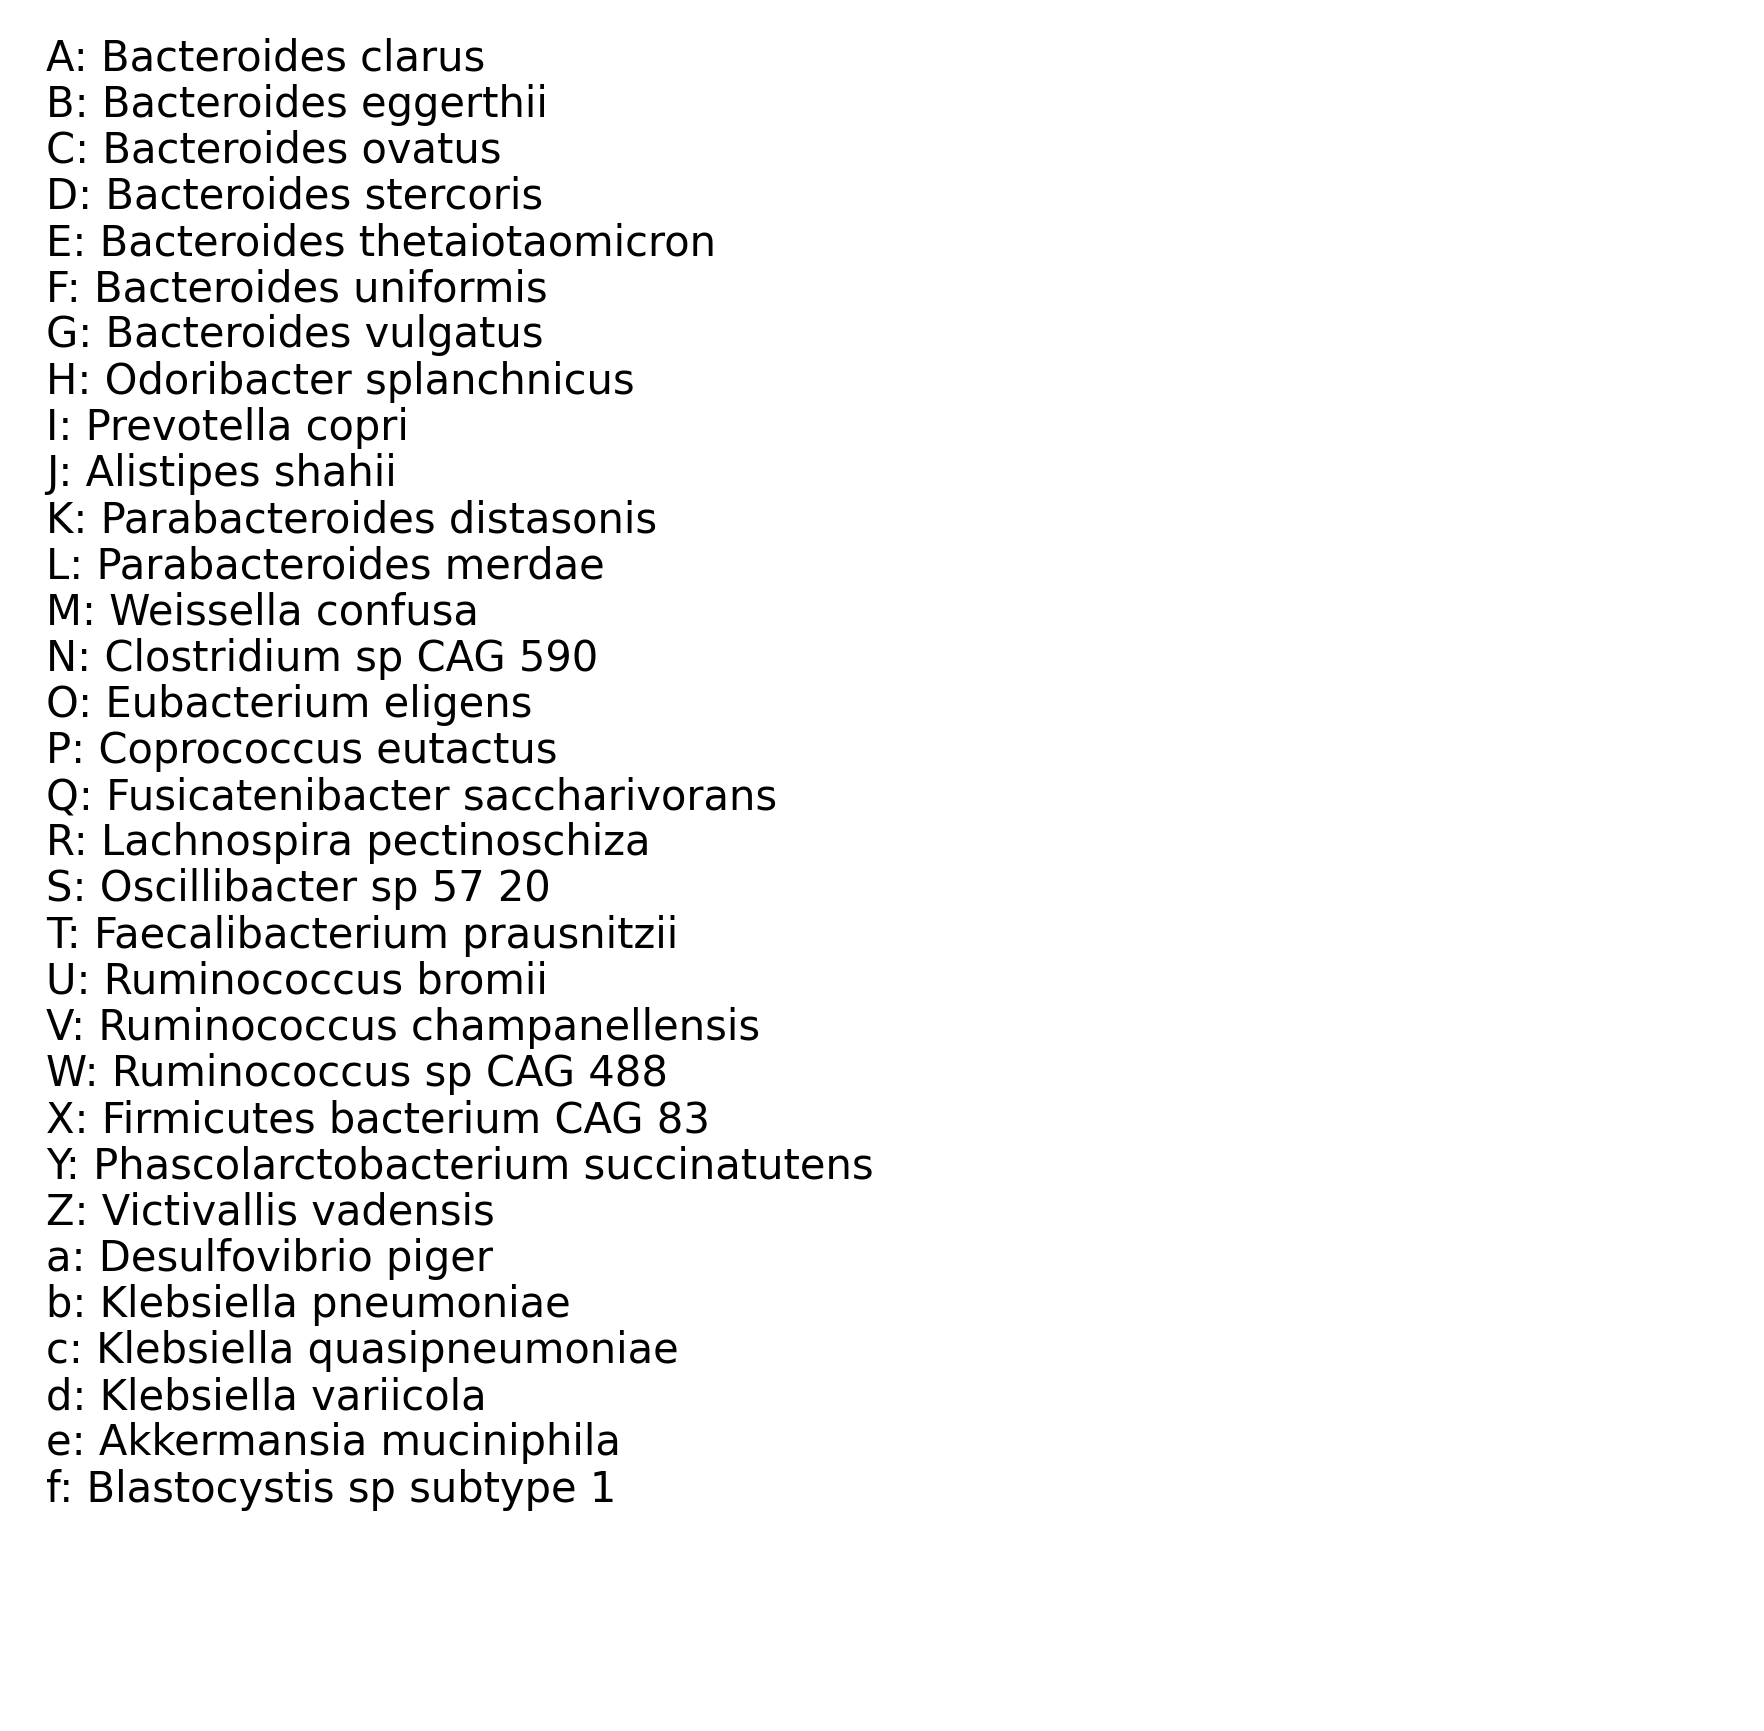 A: Bacteroides clarus
B: Bacteroides eggerthii
C: Bacteroides ovatus
D: Bacteroides stercoris
E: Bacteroides thetaiotaomicron
F: Bacteroides uniformis
G: Bacteroides vulgatus
H: Odoribacter splanchnicus
I: Prevotella copri
J: Alistipes shahii
K: Parabacteroides distasonis
L: Parabacteroides merdae
M: Weissella confusa
N: Clostridium sp CAG 590
O: Eubacterium eligens
P: Coprococcus eutactus
Q: Fusicatenibacter saccharivorans
R: Lachnospira pectinoschiza
S: Oscillibacter sp 57 20
T: Faecalibacterium prausnitzii
U: Ruminococcus bromii
V: Ruminococcus champanellensis
W: Ruminococcus sp CAG 488
X: Firmicutes bacterium CAG 83
Y: Phascolarctobacterium succinatutens
Z: Victivallis vadensis
a: Desulfovibrio piger
b: Klebsiella pneumoniae
c: Klebsiella quasipneumoniae
d: Klebsiella variicola
e: Akkermansia muciniphila
f: Blastocystis sp subtype 1